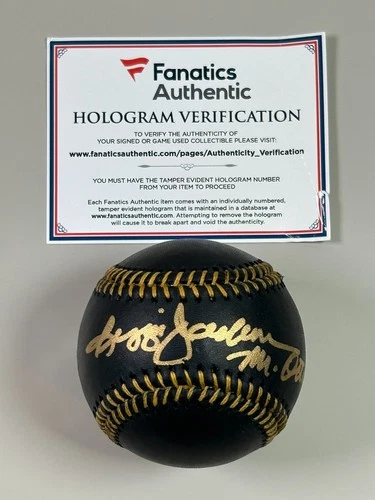 Fanatics
Authentic
HOLOGRAM VERIFICATION
TO VERIFY THE AUTHENTICITY OF
YOUR SIGNED OR GAME USED COLLECTIBLE PLEASE VISIT:
www.fanaticsauthentic.com/pages/Authenticity_Verification
YOU MUST HAVE THE TAMPER EVIDENT HOLOGRAM NUMBER
FROM YOUR ITEM TO PROCEED
Each Fanatics Authentic item comes with an individually numbered,
tamper evident hologram that is maintained in a database at
www.fanaticsauthentic.com. Attempting to remove the hologram
will cause it to break apart and void the authenticity.
Reggie Jackson
M. Oct